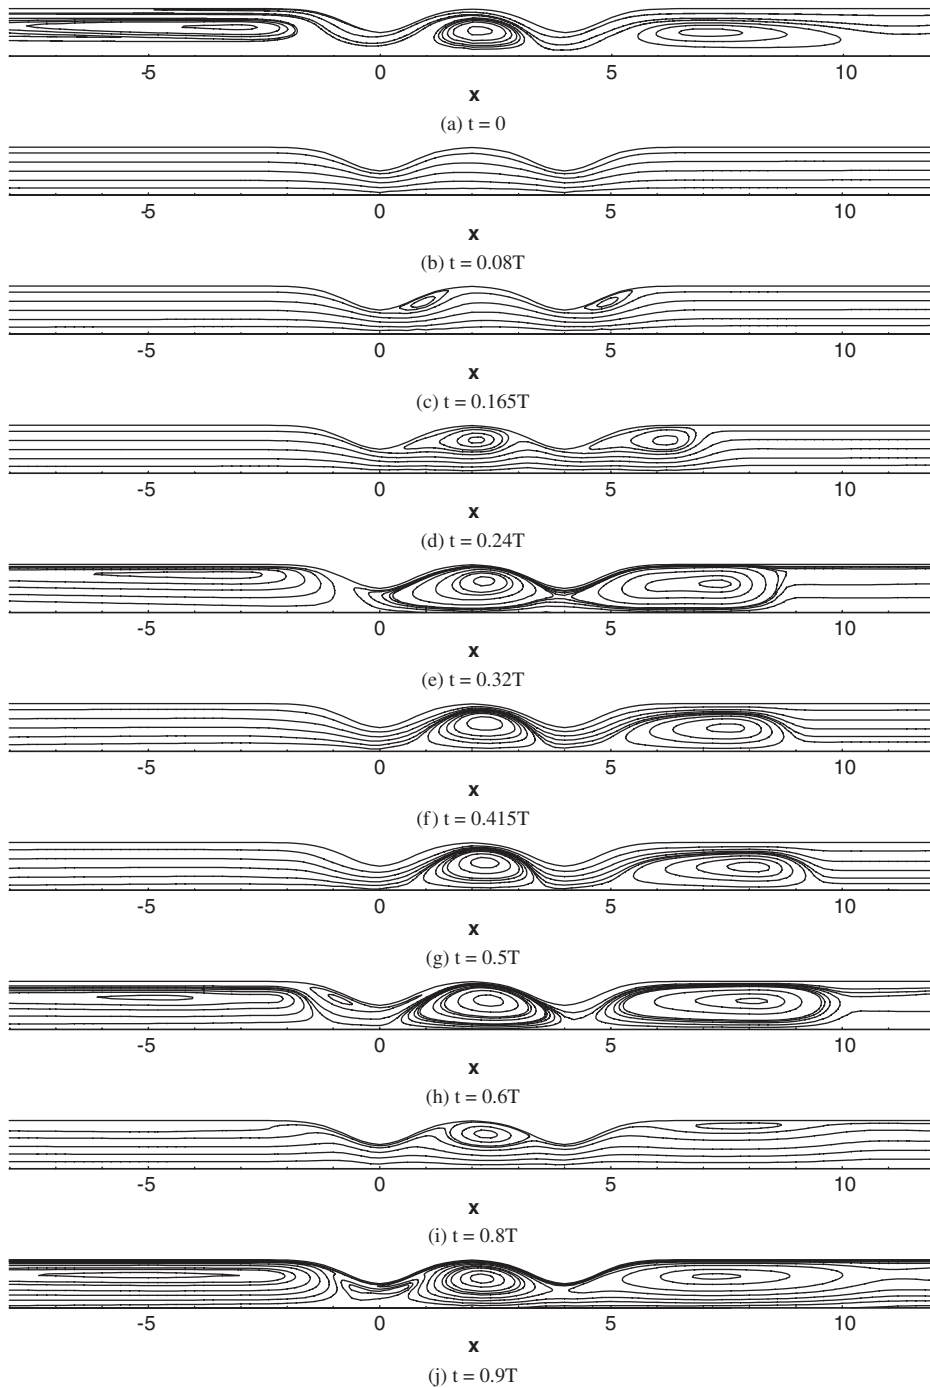 -5 0 5 10
x
(a) t = 0
-5 0 5 10
x
(b) t = 0.08T
-5 0 5 10
x
(c) t = 0.165T
-5 0 5 10
x
(d) t = 0.24T
-5 0 5 10
x
(e) t = 0.32T
-5 0 5 10
x
(f) t = 0.415T
-5 0 5 10
x
(g) t = 0.5T
-5 0 5 10
x
(h) t = 0.6T
-5 0 5 10
x
(i) t = 0.8T
-5 0 5 10
x
(j) t = 0.9T